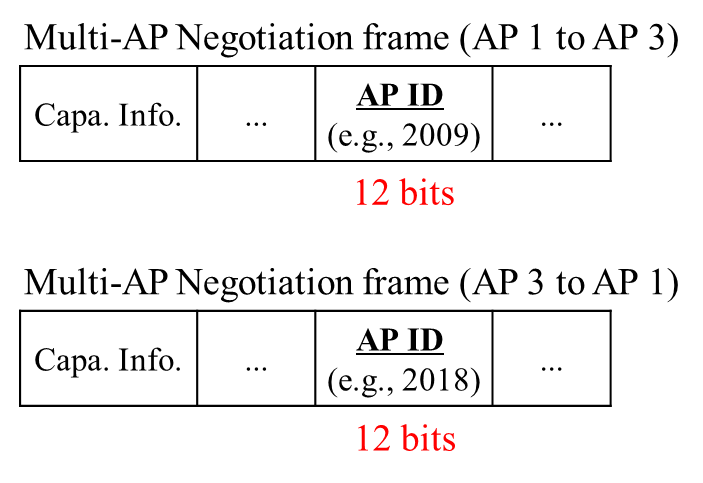 Multi-AP Negotiation frame (AP 1 to AP 3)
Capa. Info.
...
AP ID
(e.g., 2009)
...
12 bits
Multi-AP Negotiation frame (AP 3 to AP 1)
Capa. Info.
...
AP ID
(e.g., 2018)
...
12 bits